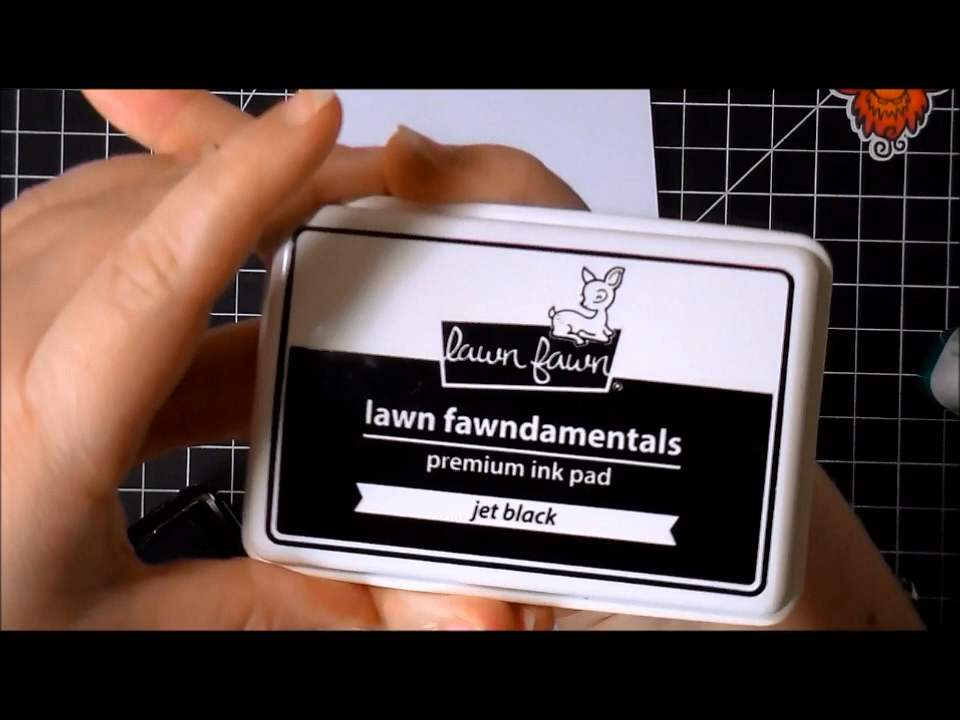 lawn fawn
lawn fawndamentals
premium ink pad
jet black